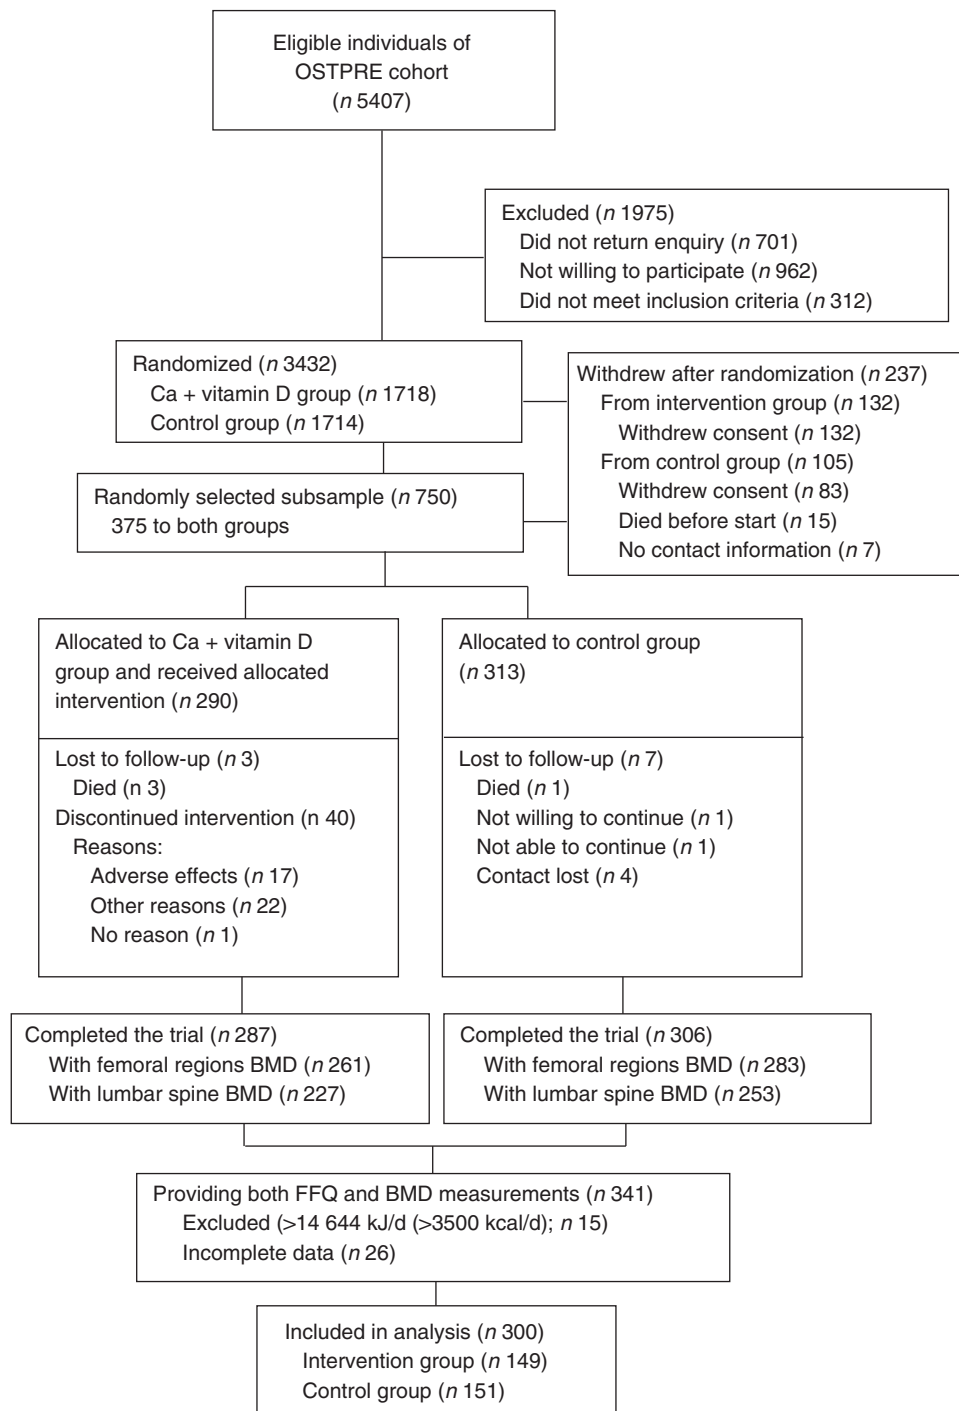 Eligible individuals of
OSTPRE cohort
(n 5407)
Excluded (n 1975)
Did not return enquiry (n 701)
Not willing to participate (n 962)
Did not meet inclusion criteria (n 312)
Randomized (n 3432)
Ca + vitamin D group (n 1718)
Control group (n 1714)
Withdrew after randomization (n 237)
From intervention group (n 132)
Withdrew consent (n 132)
From control group (n 105)
Withdrew consent (n 83)
Died before start (n 15)
No contact information (n 7)
Randomly selected subsample (n 750)
375 to both groups
Allocated to Ca + vitamin D
group and received allocated
intervention (n 290)
Lost to follow-up (n 3)
Died (n 3)
Discontinued intervention (n 40)
Reasons:
Adverse effects (n 17)
Other reasons (n 22)
No reason (n 1)
Allocated to control group
(n 313)
Lost to follow-up (n 7)
Died (n 1)
Not willing to continue (n 1)
Not able to continue (n 1)
Contact lost (n 4)
Completed the trial (n 287)
With femoral regions BMD (n 261)
With lumbar spine BMD (n 227)
Completed the trial (n 306)
With femoral regions BMD (n 283)
With lumbar spine BMD (n 253)
Providing both FFQ and BMD measurements (n 341)
Excluded (>14 644 kJ/d (>3500 kcal/d); n 15)
Incomplete data (n 26)
Included in analysis (n 300)
Intervention group (n 149)
Control group (n 151)